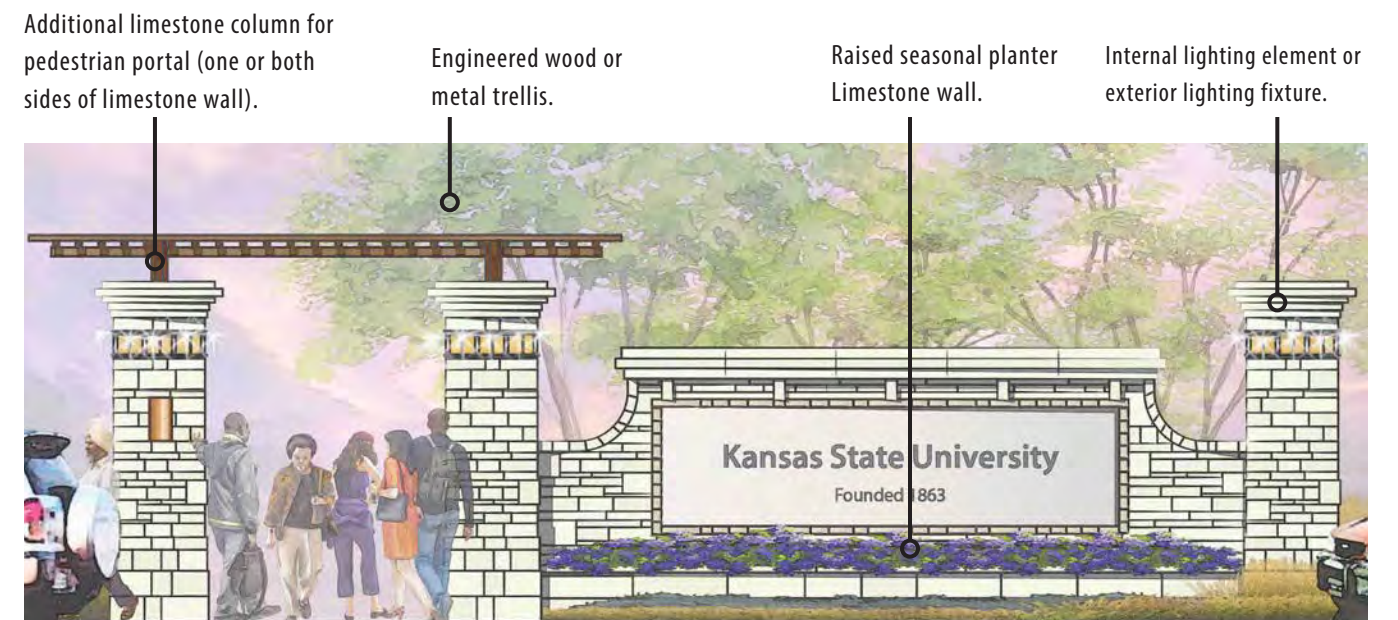 Additional limestone column for
pedestrian portal (one or both
sides of limestone wall).
Engineered wood or
metal trellis.
Raised seasonal planter
Limestone wall.
Internal lighting element or
exterior lighting fixture.
Kansas State University
Founded 1863